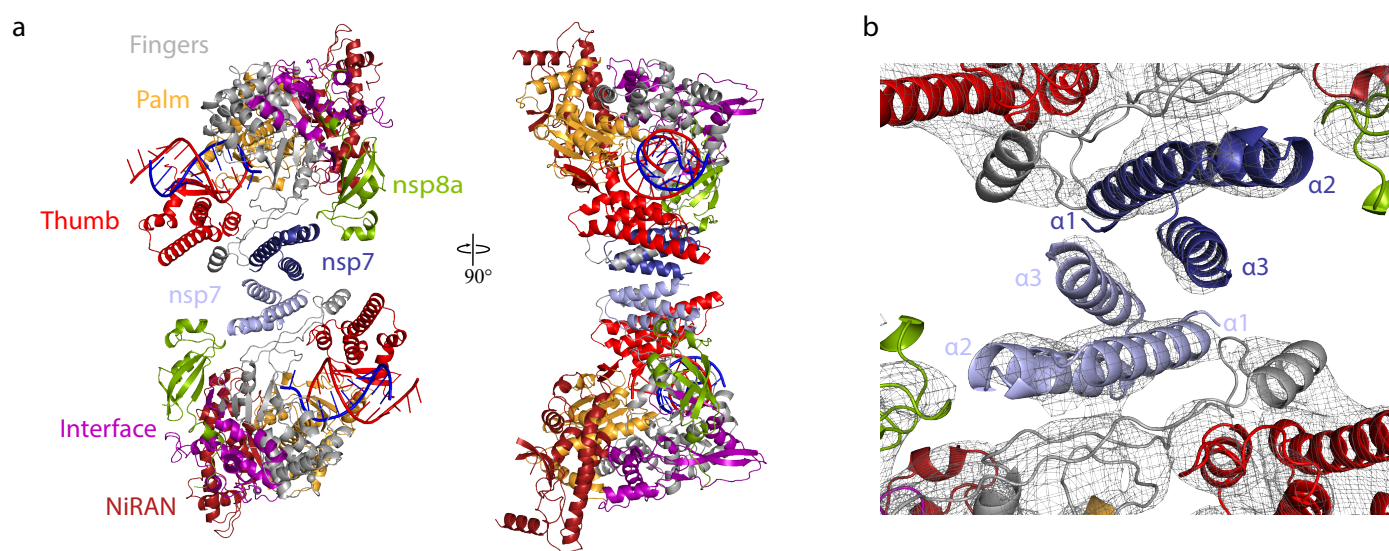 a
Fingers
Palm
nsp8a
Thumb
nsp7
90°
nsp7
Interface
NiRAN
b
α2
α1
α3
α3
α1
α2